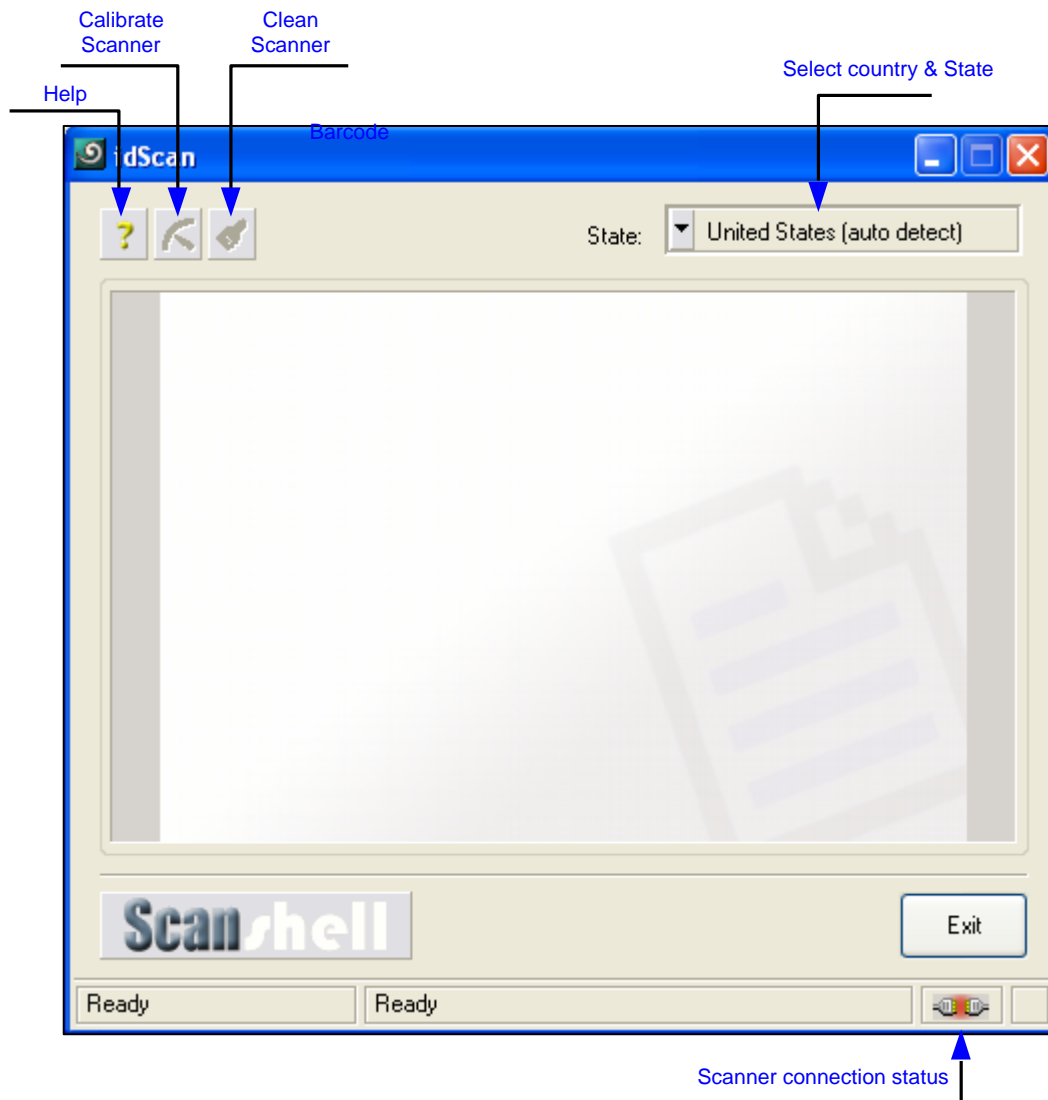 Calibrate
Scanner
Clean
Scanner
Select country & State
Help
Barcode
idScan
?
State:
United States (auto detect)
Scanshell
Exit
Ready
Ready
Scanner connection status